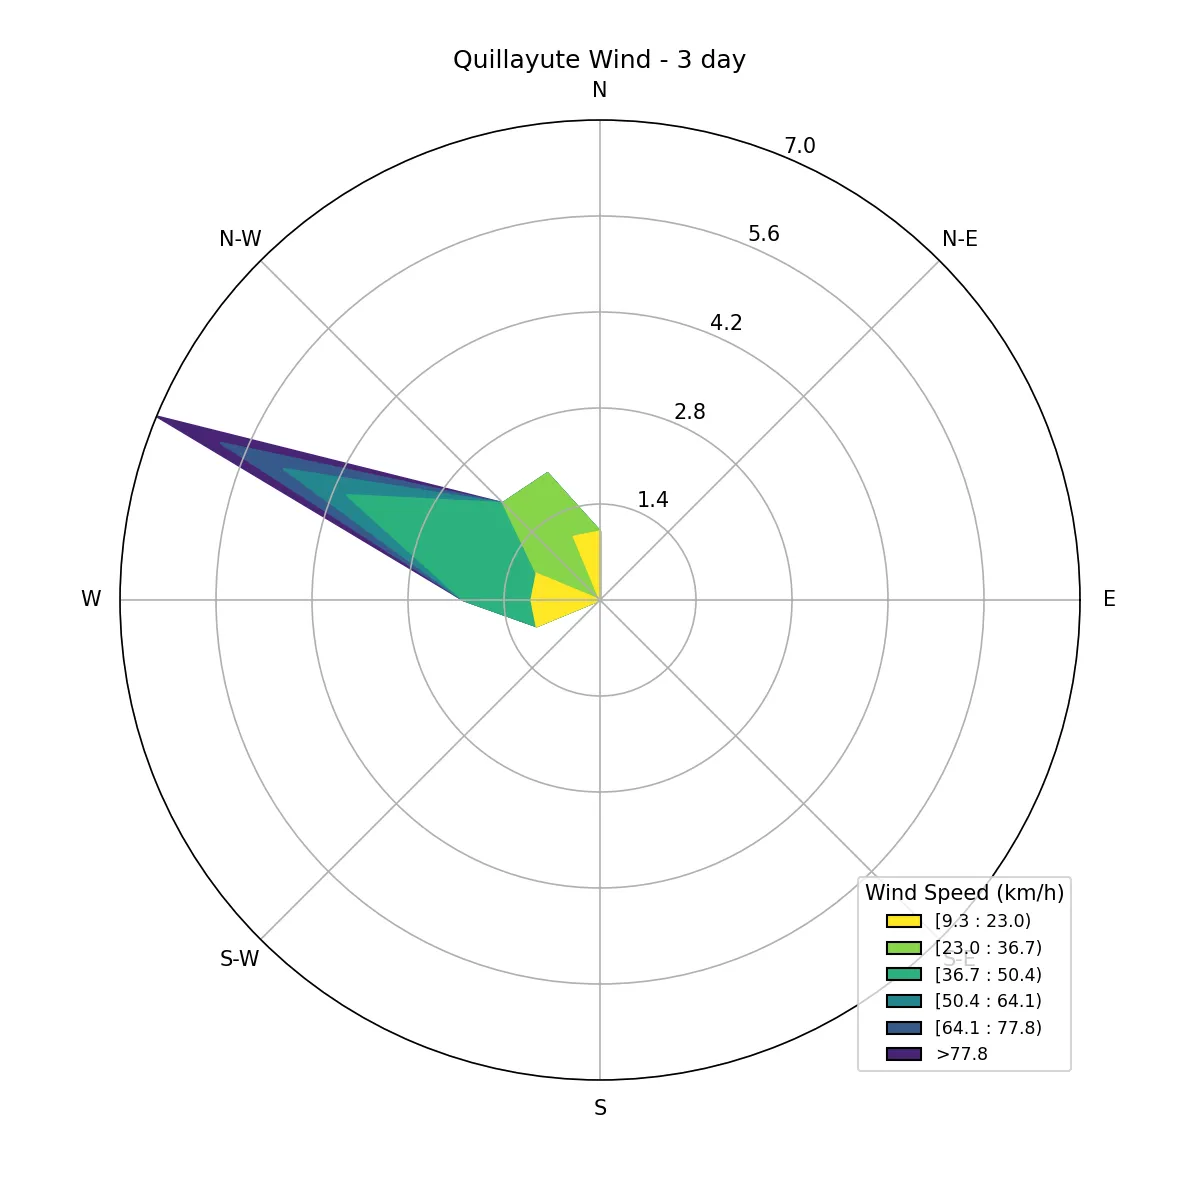 Quillayute Wind - 3 day
N
7.0
N-W
5.6
N-E
4.2
2.8
1.4
W
E
S-W
S-E
S
Wind Speed (km/h)
[9.3 : 23.0)
[23.0 : 36.7)
[36.7 : 50.4)
[50.4 : 64.1)
[64.1 : 77.8)
>77.8